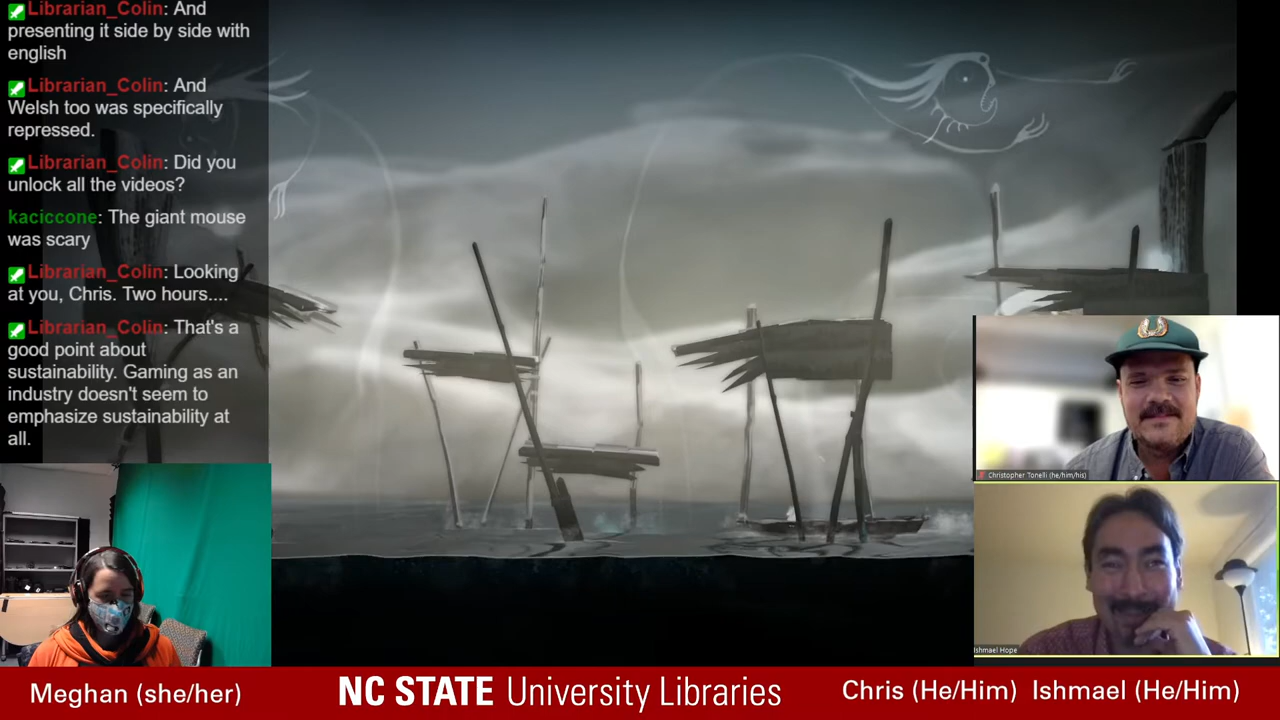 Librarian_Colin: And
presenting it side by side with
english
Librarian_Colin: And
Welsh too was specifically
repressed.
Librarian_Colin: Did you
unlock all the videos?
kaciccone: The giant mouse
was scary
Librarian_Colin: Looking
at you, Chris. Two hours....
Librarian_Colin: That's a
good point about
sustainability. Gaming as an
industry doesn't seem to
emphasize sustainability at
all.
Christopher Tonelli (he/him/his)
Ishmael Hope
Meghan (she/her)
NC STATE University Libraries
Chris (He/Him) Ishmael (He/Him)